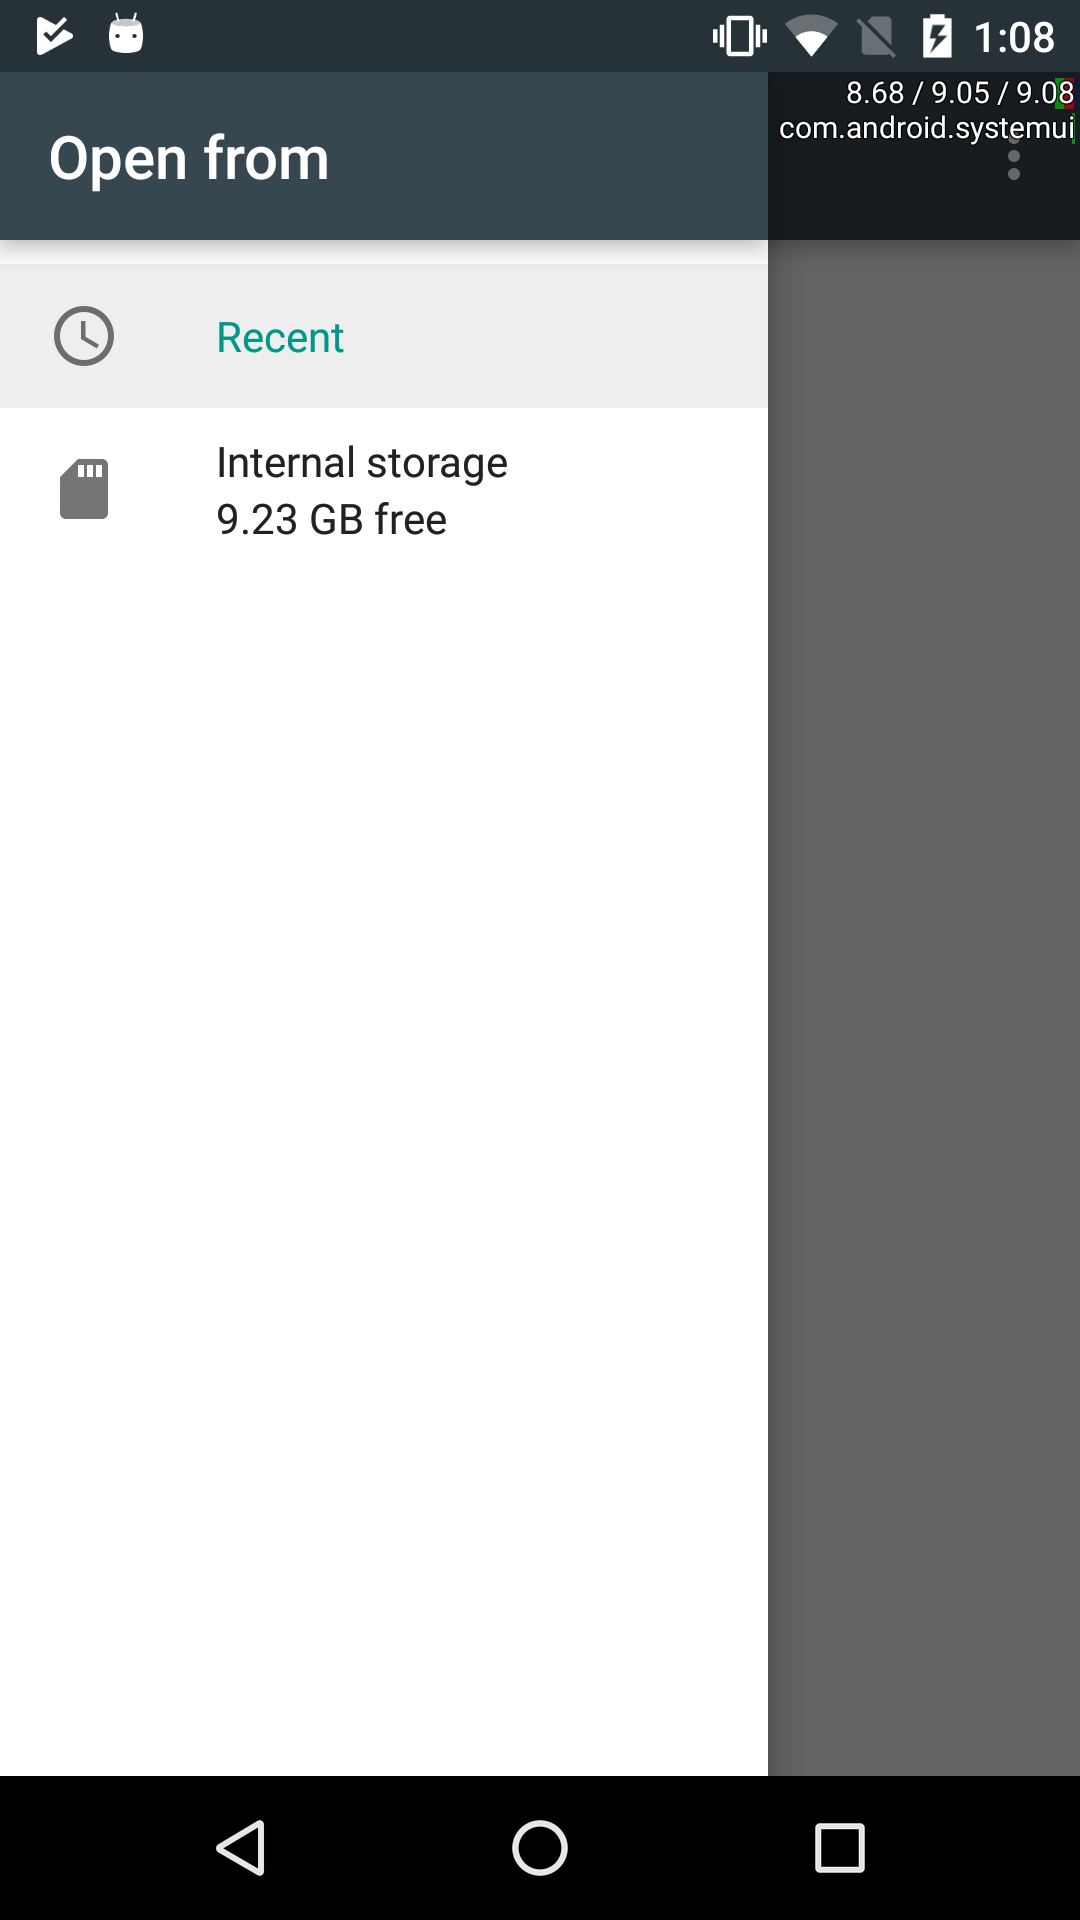 1:08
8.68 / 9.05 / 9.08
com.android.systemui
Open from
Recent
Internal storage
9.23 GB free